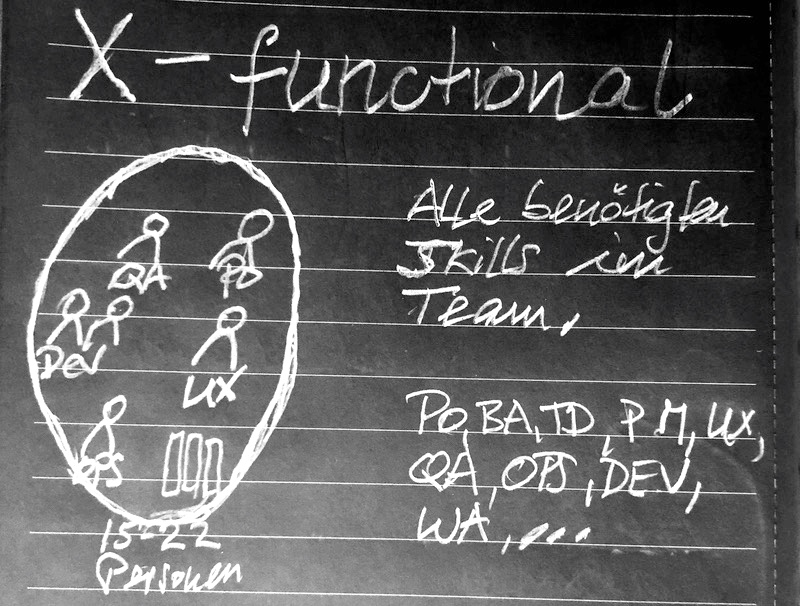 X-functional
Alle benötigten
Skills im
Team,
QA
PO
DEV
UX
OPS
15-22
Personen
PO, BA, TD, PM, UX,
QA, OPS, DEV,
WA, ...